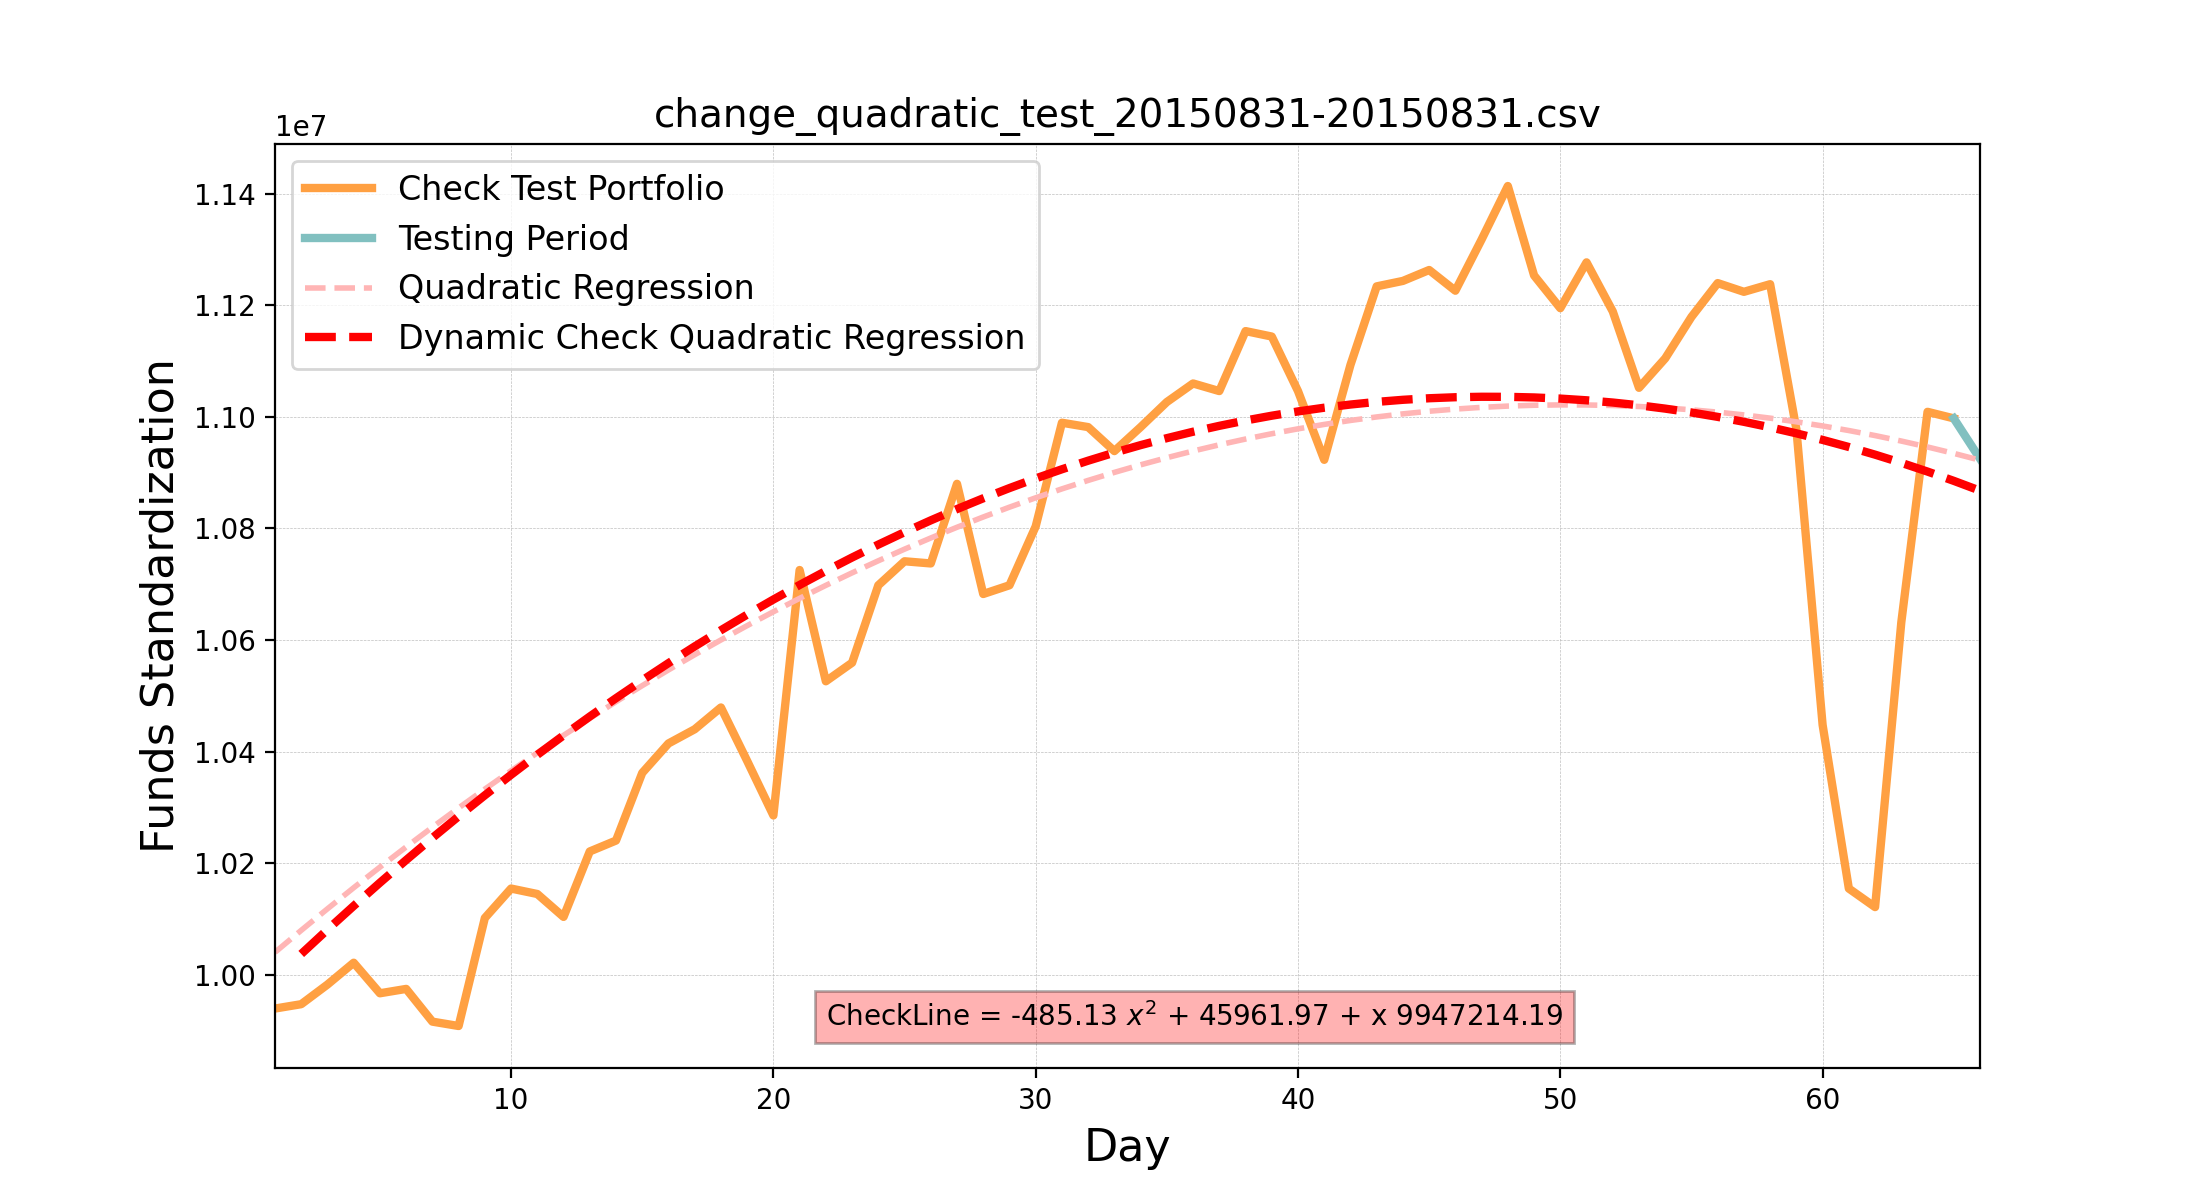 change_quadratic_test_20150831-20150831.csv
1e7
Check Test Portfolio
Testing Period
Quadratic Regression
Dynamic Check Quadratic Regression
1.14
1.12
1.10
1.08
1.06
1.04
1.02
1.00
Funds Standardization
CheckLine = -485.13 x² + 45961.97 + x 9947214.19
10 20 30 40 50 60
Day